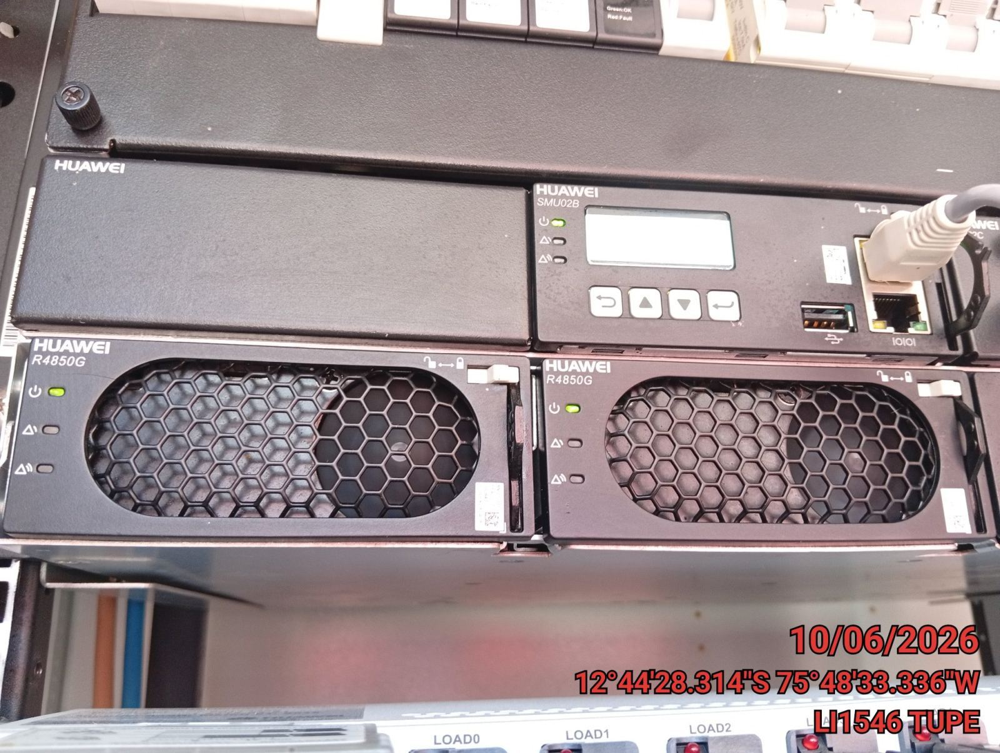 Green:OK
Red:Fault
HUAWEI
HUAWEI
SMU02B
HUAWEI
R4850G
HUAWEI
R4850G
10/06/2026
12°44'28.314"S 75°48'33.336"W
LI1546 TUPE
LOAD0
LOAD1
LOAD2